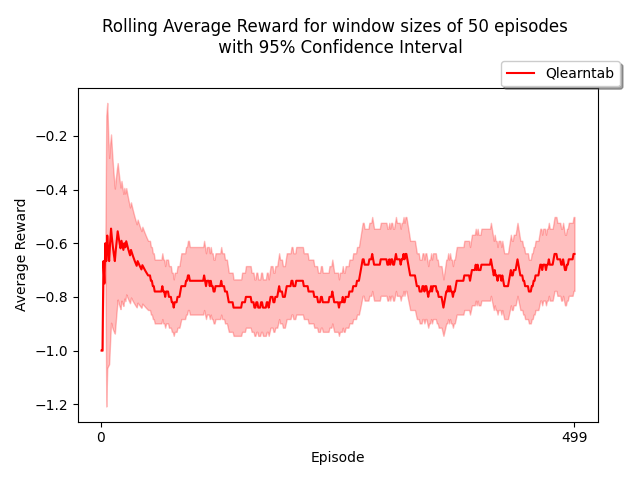 Rolling Average Reward for window sizes of 50 episodes
with 95% Confidence Interval
Qlearntab
−0.2
−0.4
−0.6
−0.8
−1.0
−1.2
Average Reward
0
499
Episode